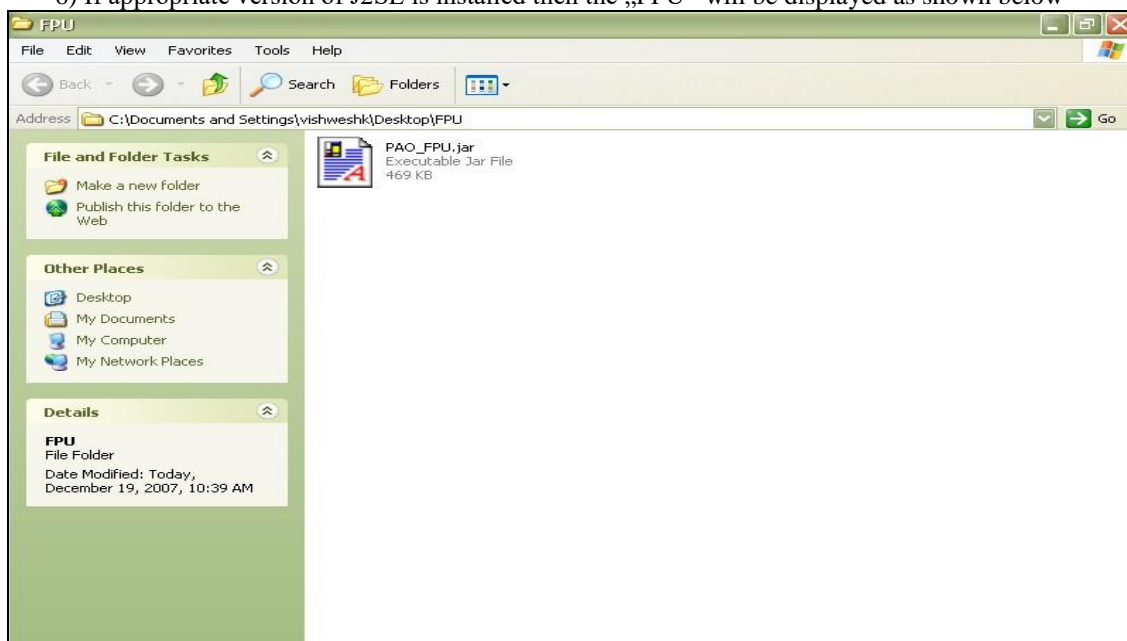 6) If appropriate version of J2SE is installed then the „FPU" will be displayed as shown below
FPU
File Edit View Favorites Tools Help
Back Search Folders
Address C:\Documents and Settings\vishweshk\Desktop\FPU Go
File and Folder Tasks
Make a new folder
Publish this folder to the
Web
Other Places
Desktop
My Documents
My Computer
My Network Places
Details
FPU
File Folder
Date Modified: Today,
December 19, 2007, 10:39 AM
PAO_FPU.jar
Executable Jar File
469 KB